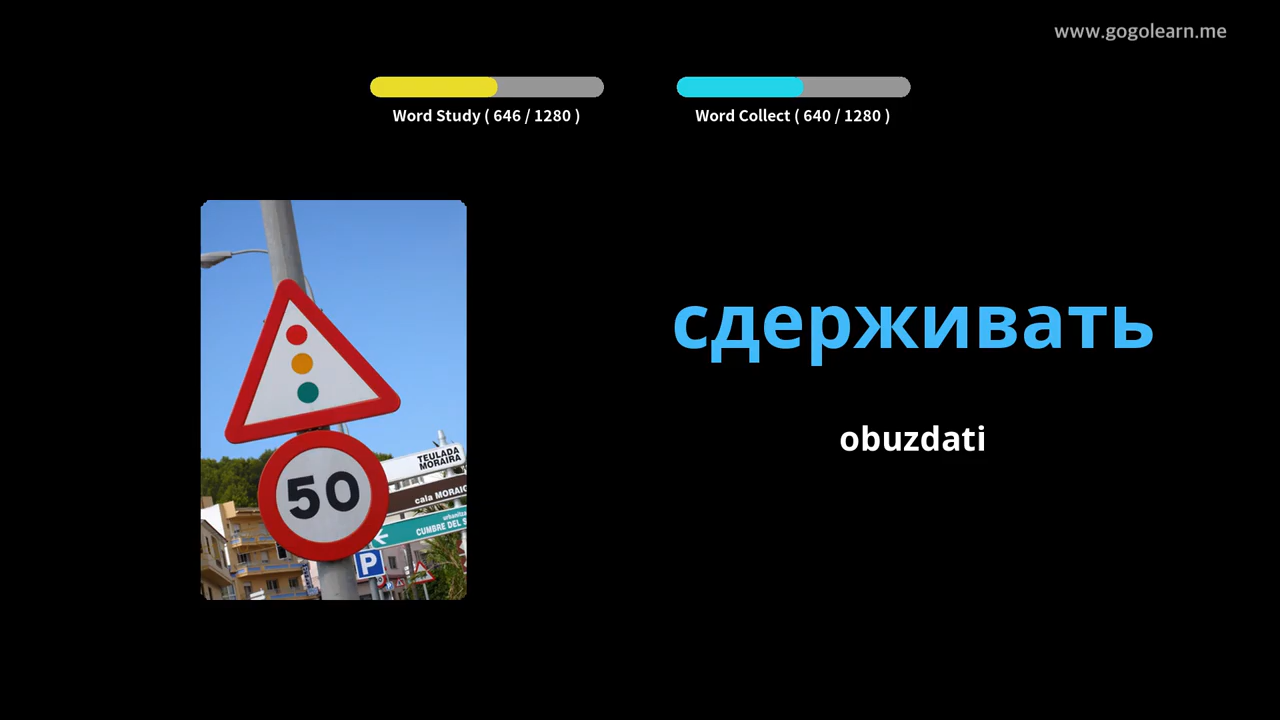 www.gogolearn.me
Word Study ( 646 / 1280 )
Word Collect ( 640 / 1280 )
сдерживать
obuzdati
50
TEULADA
MORAIRA
cala MORAIG
CUMBRE DEL S
P